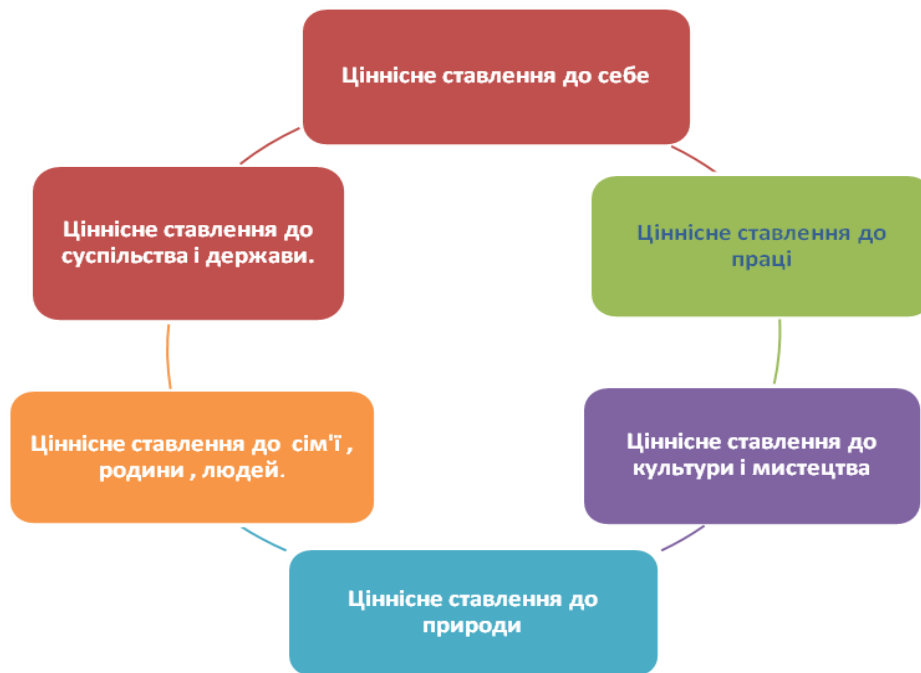 Ціннісне ставлення до себе
Ціннісне ставлення до
суспільства і держави.
Ціннісне ставлення до
праці
Ціннісне ставлення до сім'ї ,
родини , людей.
Ціннісне ставлення до
культури і мистецтва
Ціннісне ставлення до
природи